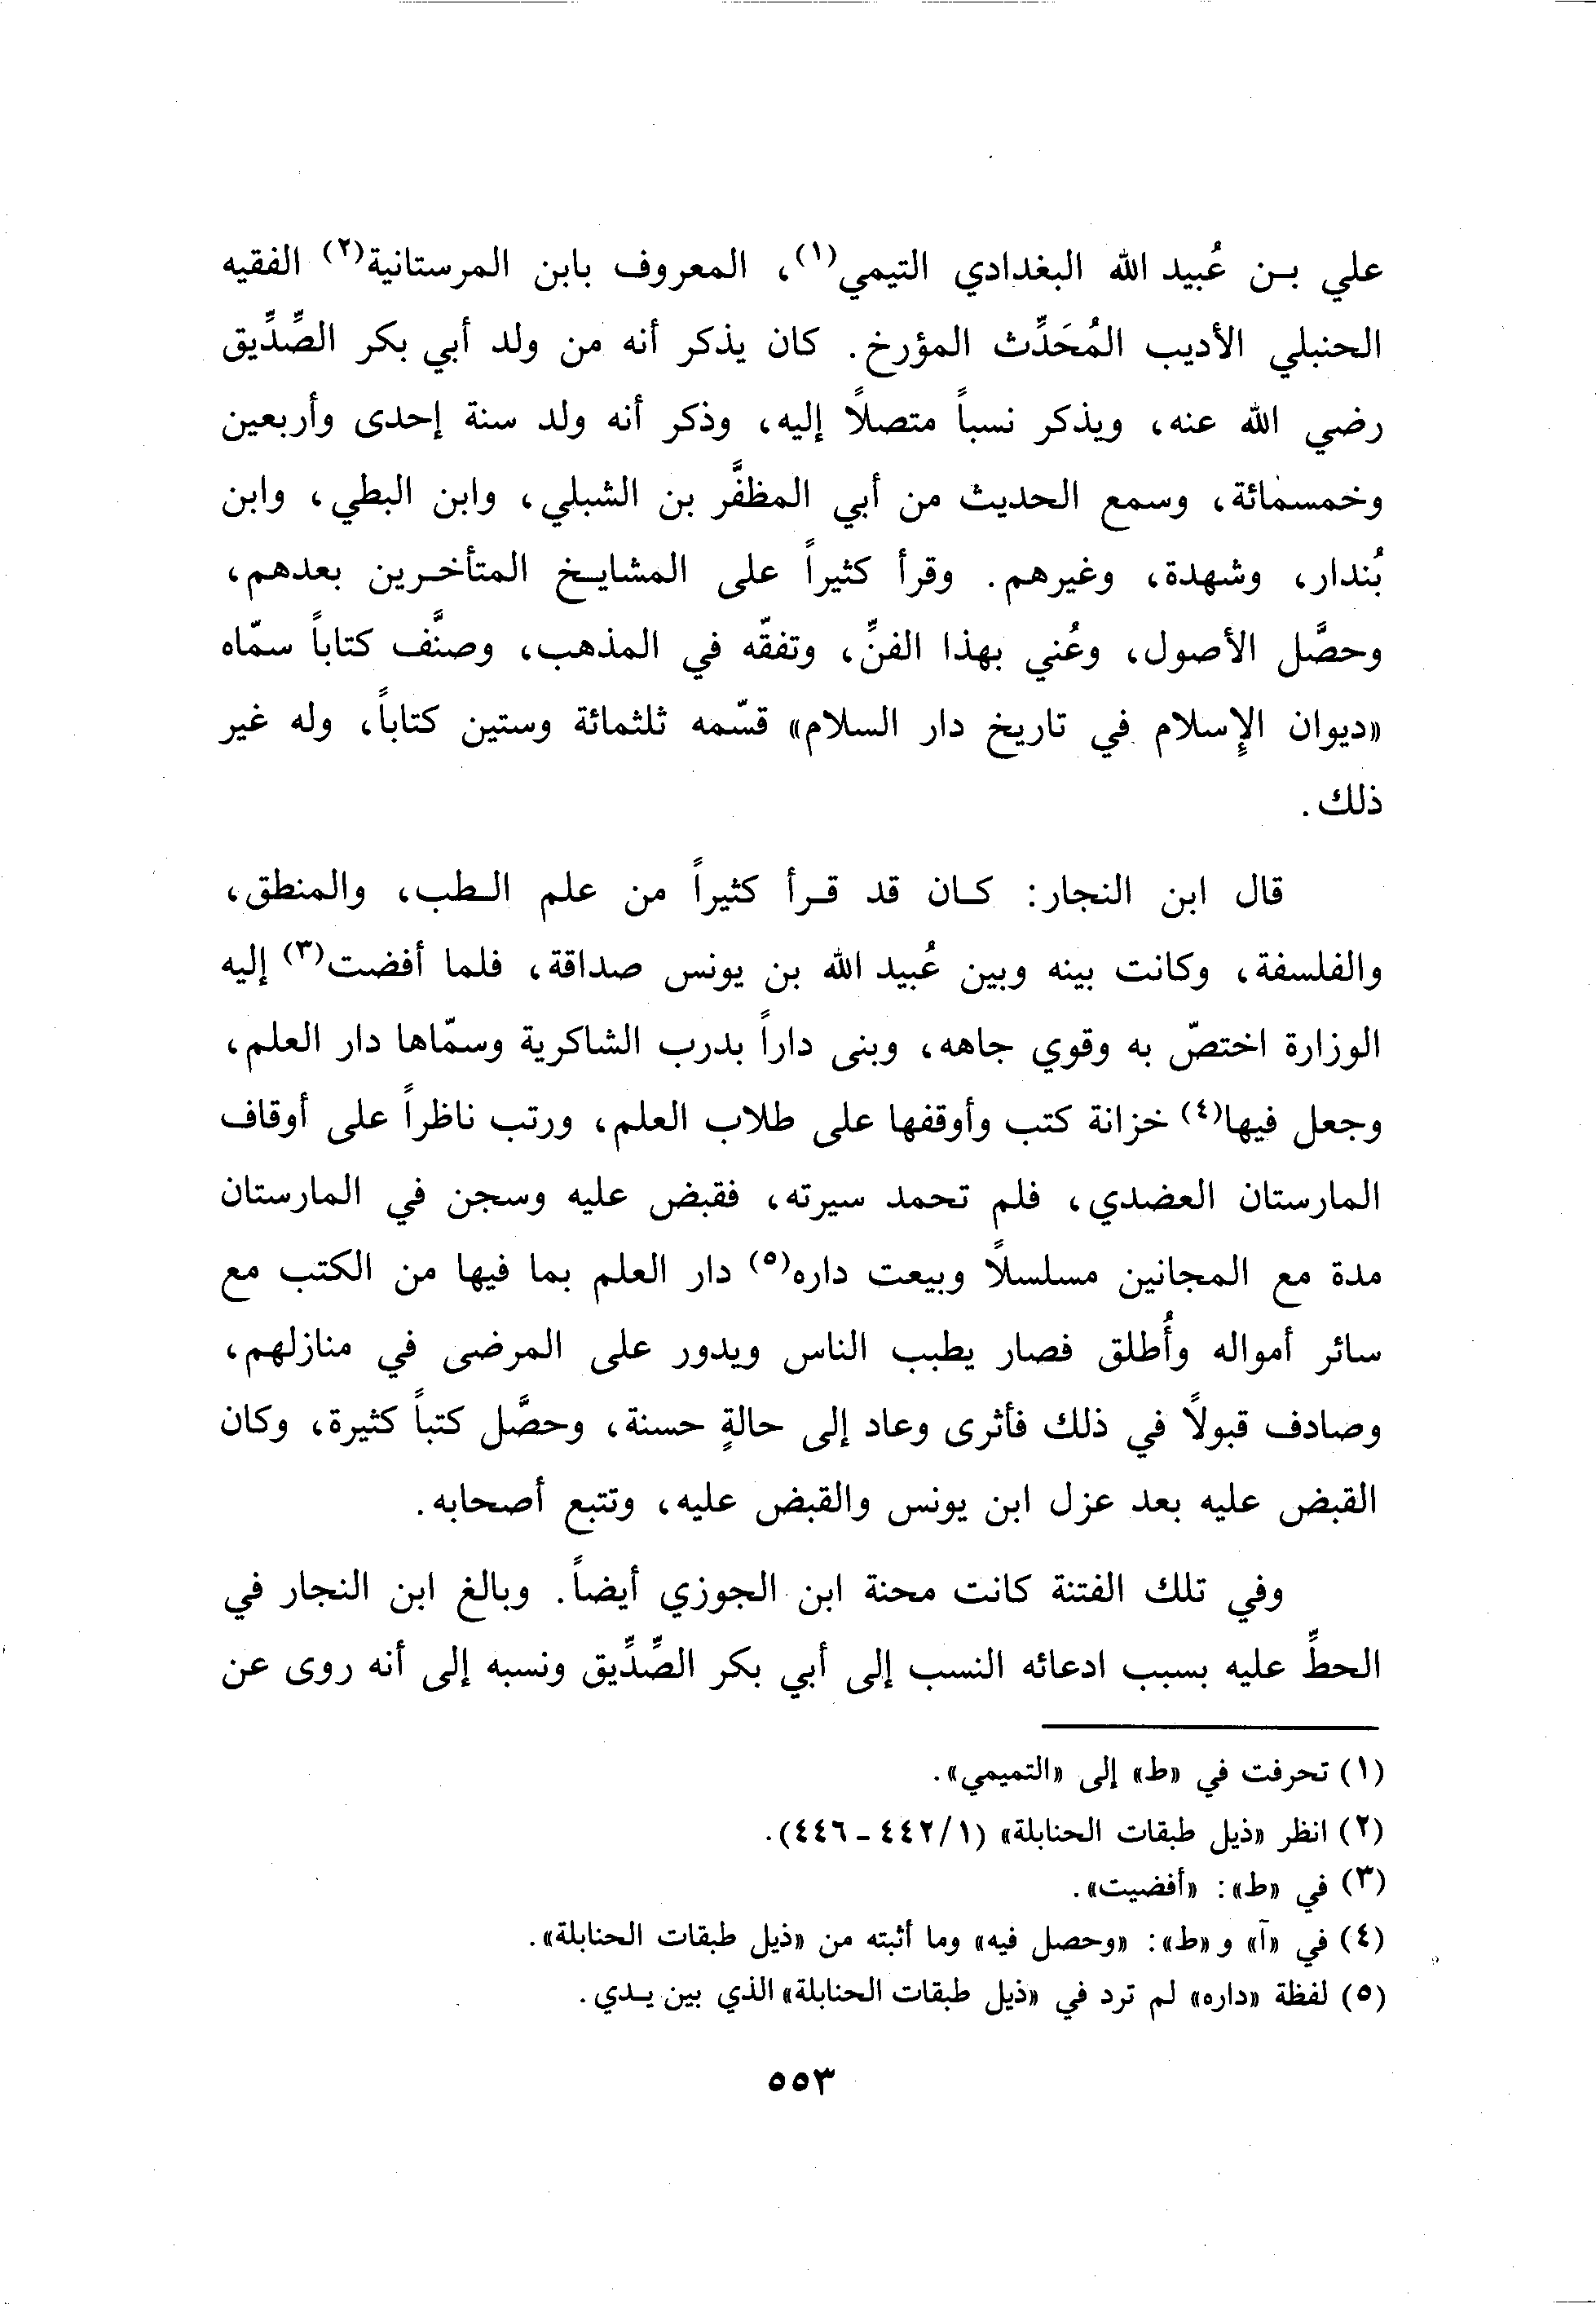 علي بـن عُبيد الله البغدادي التيمي(١)، المعروف بابن المرستانية(٢) الفقيه
الحنبلي الأديب المُحَدِّث المؤرخ. كان يذكر أنه من ولد أبي بكر الصِّدِّيق
رضي الله عنه، ويذكر نسباً متصلاً إليه، وذكر أنه ولد سنة إحدى وأربعين
وخمسمائة، وسمع الحديث من أبي المظفَّر بن الشبلي، وابن البطي، وابن
بُندار، وشهدة، وغيرهم. وقرأ كثيراً على المشايـخ المتأخـرين بعدهم،
وحصَّل الأصول، وعُني بهذا الفنِّ، وتفقّه في المذهب، وصنَّف كتاباً سمّاه
«ديوان الإِسلام في تاريخ دار السلام» قسّمه ثلثمائة وستين كتاباً، وله غير
ذلك.
قال ابن النجار: كـان قد قـرأ كثيراً من علم الـطب، والمنطق،
والفلسفة، وكانت بينه وبين عُبيد الله بن يونس صداقة، فلما أفضت(٣) إليه
الوزارة اختصّ به وقوي جاهه، وبنى داراً بدرب الشاكرية وسمّاها دار العلم،
وجعل فيها(٤) خزانة كتب وأوقفها على طلاب العلم، ورتب ناظراً على أوقاف
المارستان العضدي، فلم تحمد سيرته، فقبض عليه وسجن في المارستان
مدة مع المجانين مسلسلاً وبيعت داره(٥) دار العلم بما فيها من الكتب مع
سائر أمواله وأُطلق فصار يطبب الناس ويدور على المرضى في منازلهم،
وصادف قبولاً في ذلك فأثرى وعاد إلى حالةٍ حسنة، وحصَّل كتباً كثيرة، وكان
القبض عليه بعد عزل ابن يونس والقبض عليه، وتتبع أصحابه.
وفي تلك الفتنة كانت محنة ابن الجوزي أيضاً. وبالغ ابن النجار في
الحطِّ عليه بسبب ادعائه النسب إلى أبي بكر الصِّدِّيق ونسبه إلى أنه روى عن
(١) تحرفت في «ط» إلى «التميمي».
(٢) انظر «ذيل طبقات الحنابلة» (٤٤٢/١ - ٤٤٦).
(٣) في «ط»: «أفضيت».
(٤) في «آ» و «ط»: «وحصل فيه» وما أثبته من «ذيل طبقات الحنابلة».
(٥) لفظة «داره» لم ترد في «ذيل طبقات الحنابلة» الذي بين يـدي.
٥٥٣